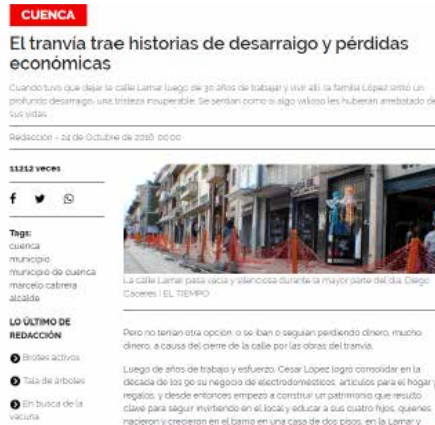 CUENCA
El tranvía trae historias de desarraigo y pérdidas
económicas
Cuando tuvo que dejar la calle Lamar luego de 30 años de trabajar y vivir allí la familia López sintió un
profundo desarraigo, una tristeza insuperable. Se sentían como si algo valioso les hubieran arrebatado de
sus vidas.
Redacción - 24 de Octubre de 2016 00:00
11212 veces
Tags:
cuenca
municipio
municipio de cuenca
marcelo cabrera
alcalde
La calle Lamar pasa vacía y silenciosa durante la mayor parte del día. Diego
Cáceres | EL TIEMPO
LO ÚLTIMO DE
REDACCIÓN
Brotes activos
Tala de árboles
En busca de la
vacuna
Pero no tenían otra opción: o se iban o seguían perdiendo dinero, mucho
dinero, a causa del cierre de la calle por las obras del tranvía.
Luego de años de trabajo y esfuerzo, César López logró consolidar en la
década de los 90 su negocio de electrodomésticos, artículos para el hogar y
regalos, y desde entonces empezó a construir un patrimonio que resultó
clave para seguir invirtiendo en el local y educar a sus cuatro hijos, quienes
nacieron y crecieron en el barrio en una casa de dos pisos, en la Lamar y